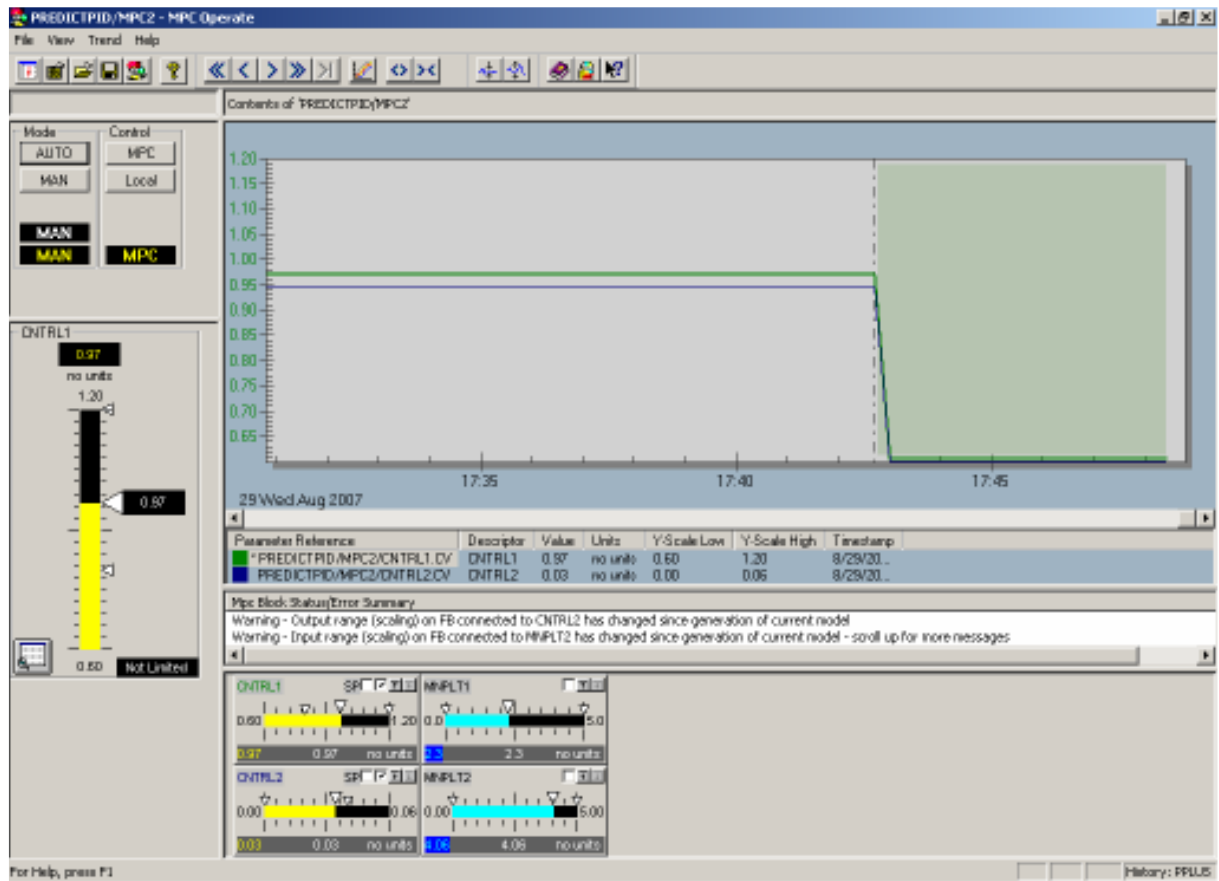 PREDICTPID/MPC2 - MPC Operate
File View Trend Help
Contents of 'PREDICTPID/MPC2'
Mode Control
AUTO MPC
MAN Local
MAN
MAN MPC
CNTRL1
0.97
no units
1.20
0.97
0.60 Not Limited
1.20
1.15
1.10
1.05
1.00
0.95
0.90
0.85
0.80
0.75
0.70
0.65
17:35 17:40 17:45
29 Wed Aug 2007
Parameter Reference Descriptor Value Units Y-Scale Low Y-Scale High Timestamp
*PREDICTPID/MPC2/CNTRL1.CV CNTRL1 0.97 no units 0.60 1.20 8/29/20...
PREDICTPID/MPC2/CNTRL2.CV CNTRL2 0.03 no units 0.00 0.06 8/29/20...
Mpc Block Status/Error Summary
Warning - Output range (scaling) on FB connected to CNTRL2 has changed since generation of current model
Warning - Input range (scaling) on FB connected to MNPLT2 has changed since generation of current model - scroll up for more messages
CNTRL1 SP MNPLT1
0.60 1.20 0.0 5.0
0.97 0.97 no units 2.3 2.3 no units
CNTRL2 SP MNPLT2
0.00 0.06 0.00 5.00
0.03 0.03 no units 4.06 4.06 no units
For Help, press F1 History: PPLUS